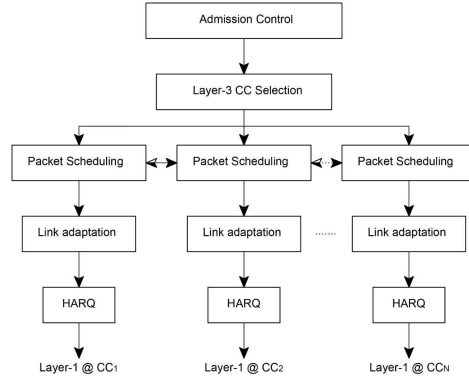 Admission Control
Layer-3 CC Selection
Packet Scheduling Packet Scheduling Packet Scheduling
Link adaptation Link adaptation ........ Link adaptation
HARQ HARQ HARQ
Layer-1 @ CC₁ Layer-1 @ CC₂ Layer-1 @ CCN